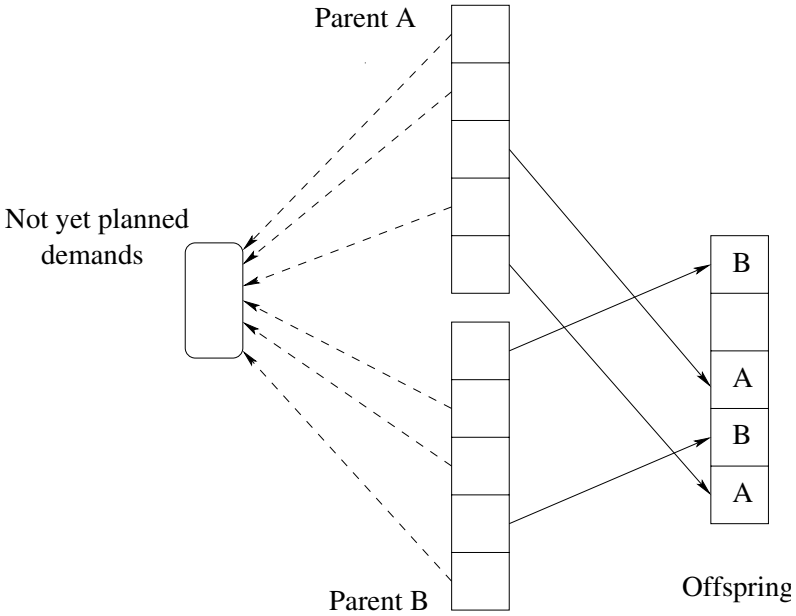 Parent A
Not yet planned
demands
B
A
B
A
Parent B
Offspring